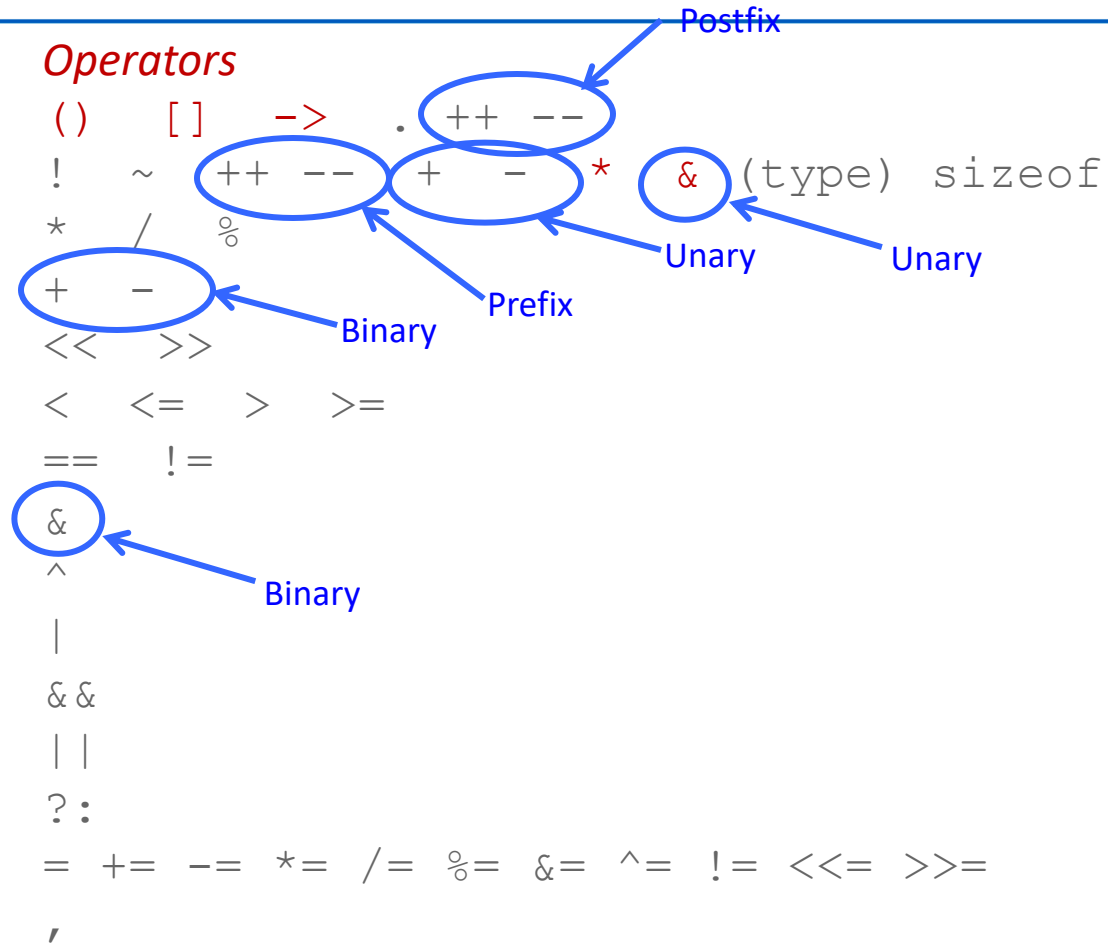 Postfix
Operators
() [] -> . ++ --
! ~ ++ -- + - * & (type) sizeof
* / %
Unary Unary
+ -
Prefix
Binary
<< >>
< <= > >=
== !=
&
^
Binary
|
&&
||
?:
= += -= *= /= %= &= ^= != <<= >>=
,